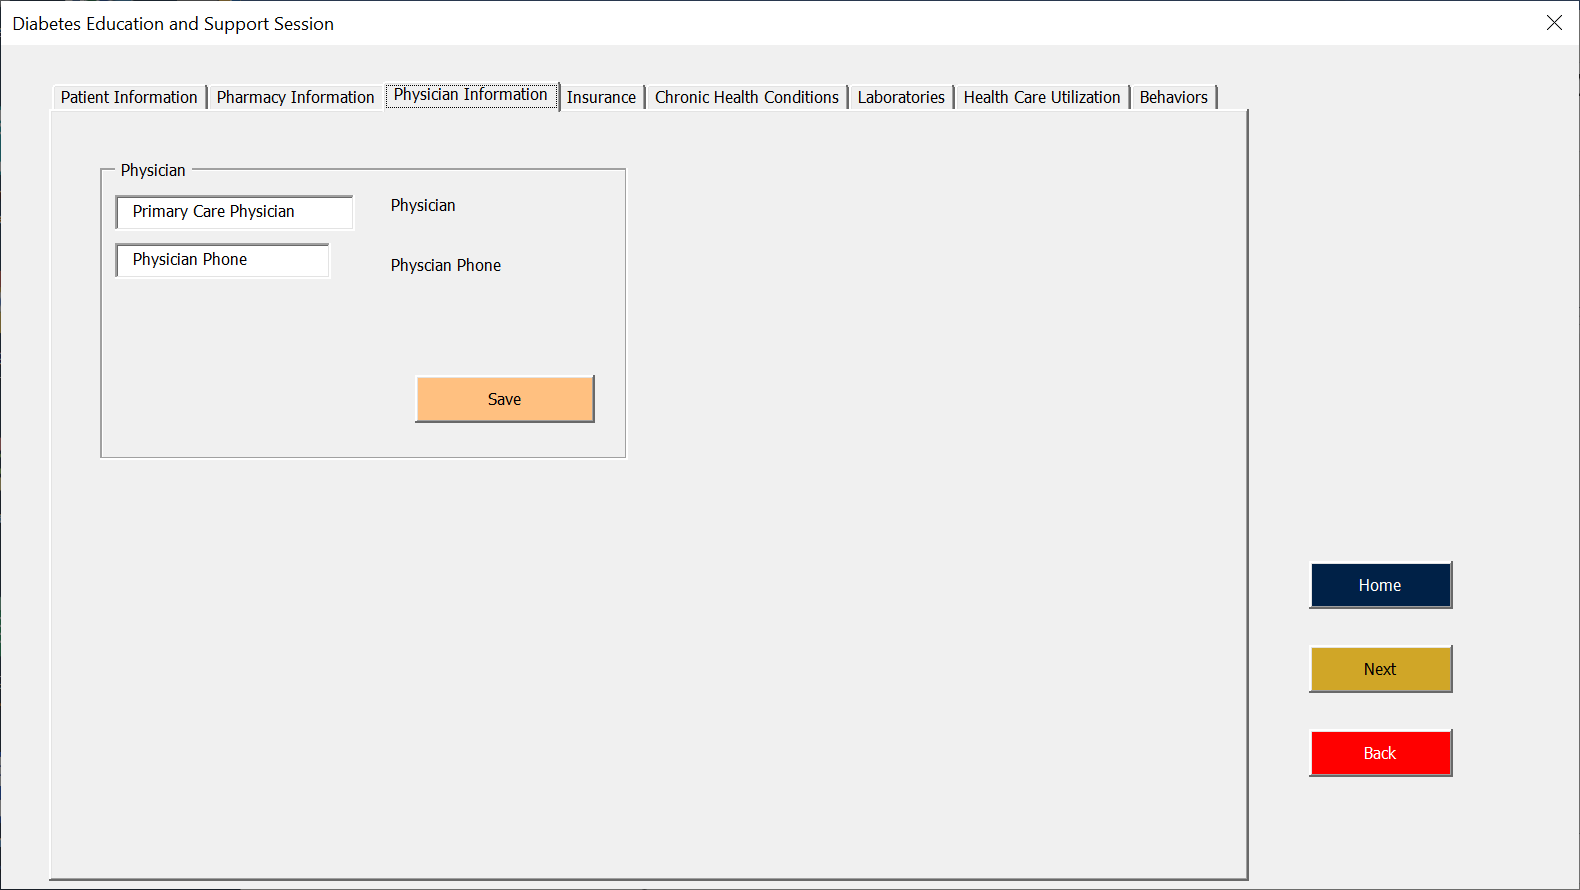 Diabetes Education and Support Session
Patient Information Pharmacy Information Physician Information Insurance Chronic Health Conditions Laboratories Health Care Utilization Behaviors
Physician
Primary Care Physician Physician
Physician Phone Physcian Phone
Save
Home
Next
Back